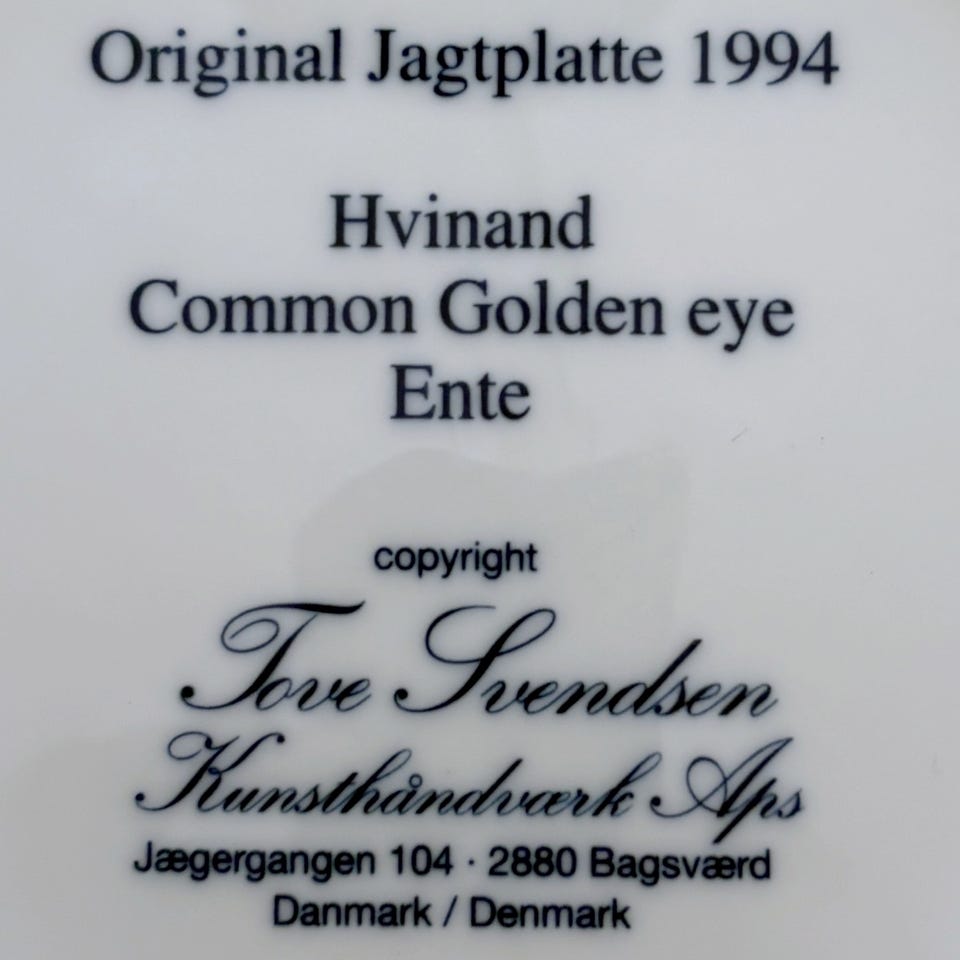 Original Jagtplatte 1994
Hvinand
Common Golden eye
Ente
copyright
Tove Svendsen
Kunsthåndværk Aps
Jægergangen 104 · 2880 Bagsværd
Danmark / Denmark